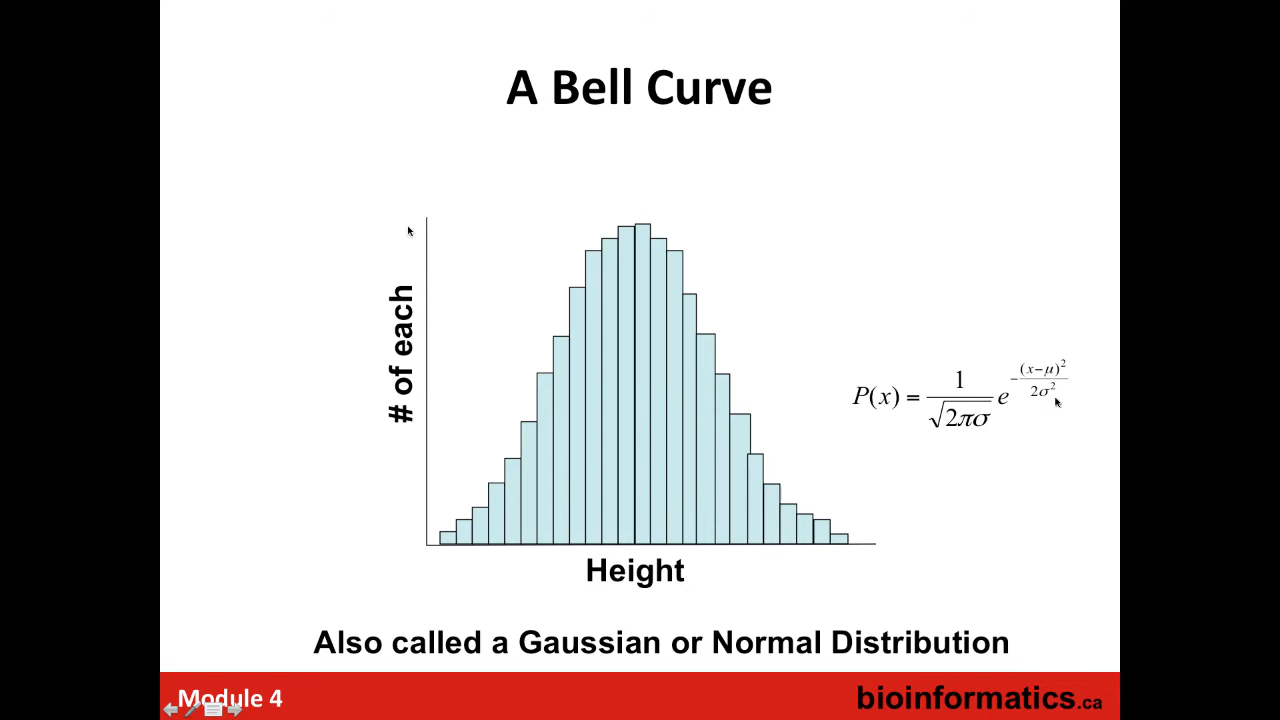 A Bell Curve
# of each
P(x) = 1/√2πσ e^-(x-μ)²/2σ²
Height
Also called a Gaussian or Normal Distribution
Module 4
bioinformatics.ca